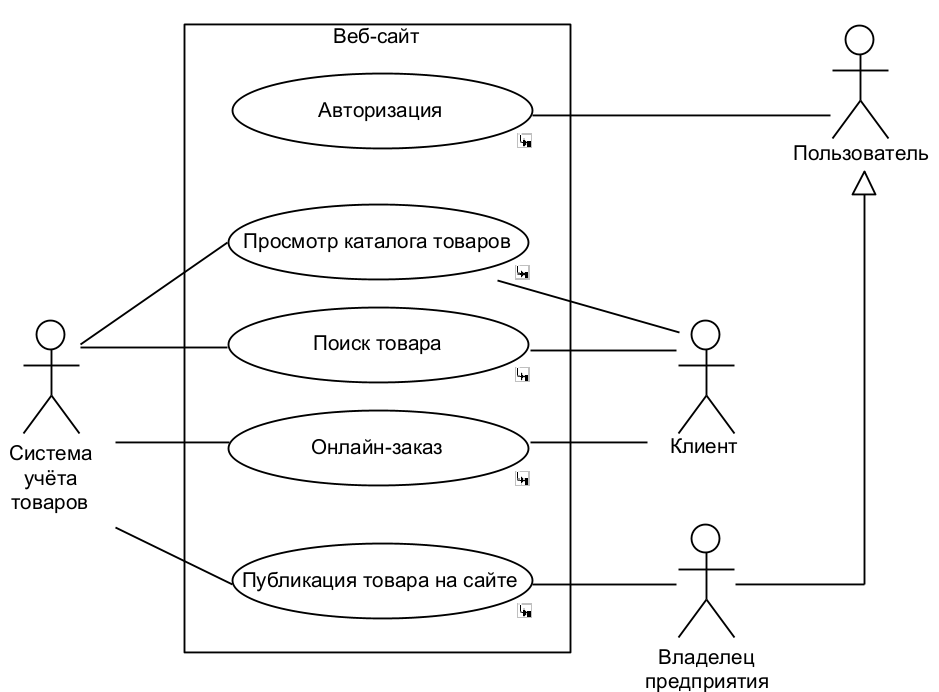 Веб-сайт
Авторизация
Пользователь
Просмотр каталога товаров
Поиск товара
Онлайн-заказ
Клиент
Система
учёта
товаров
Публикация товара на сайте
Владелец
предприятия